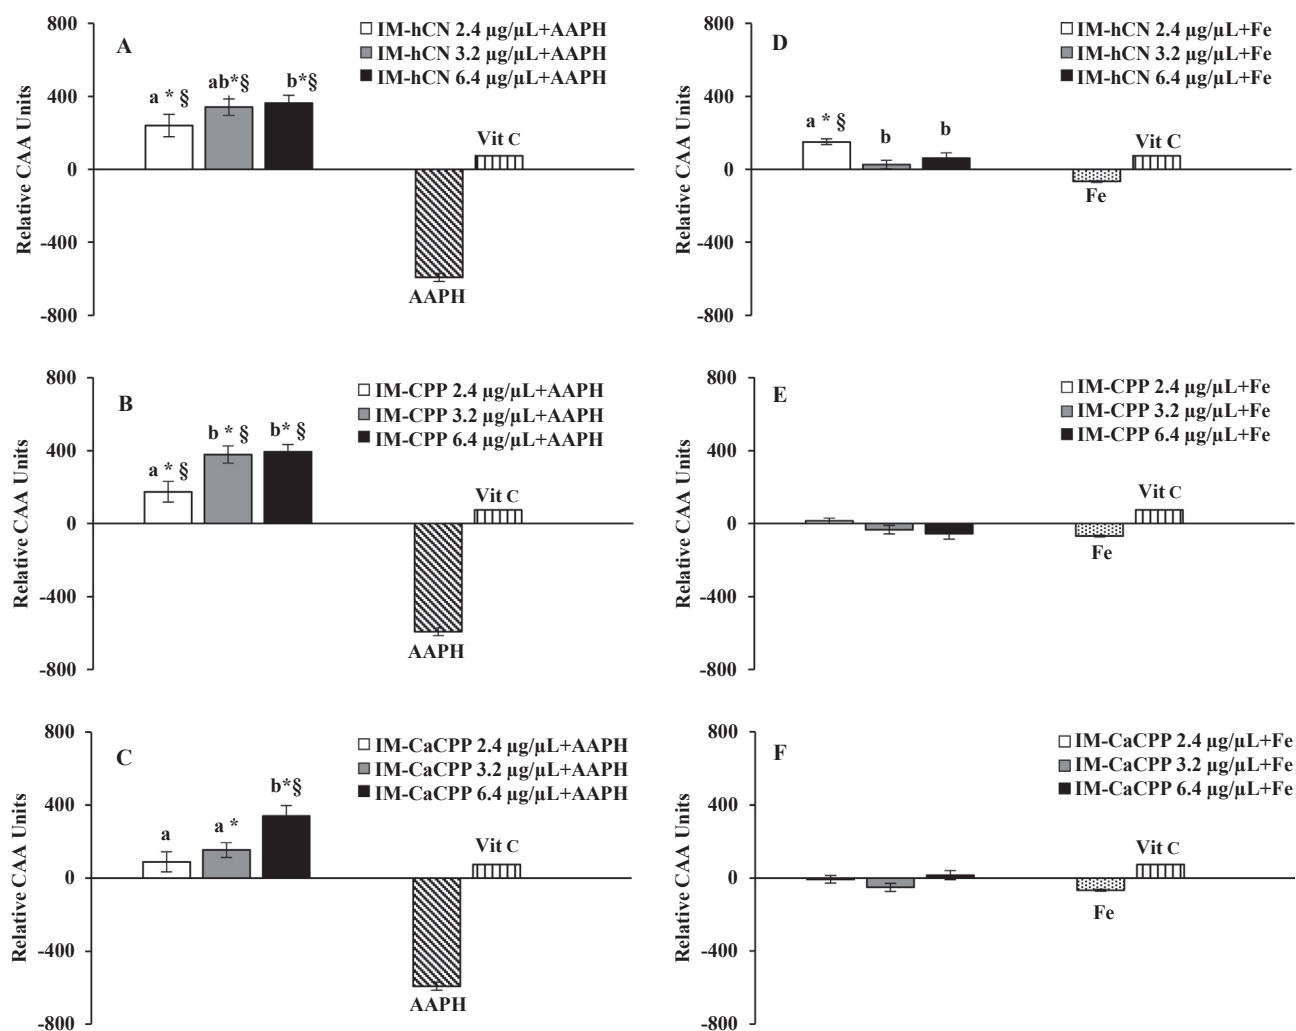 A
IM-hCN 2.4 µg/µL+AAPH
IM-hCN 3.2 µg/µL+AAPH
IM-hCN 6.4 µg/µL+AAPH
Relative CAA Units
800
400
0
-400
-800
a * §
ab*§
b*§
Vit C
AAPH
D
IM-hCN 2.4 µg/µL+Fe
IM-hCN 3.2 µg/µL+Fe
IM-hCN 6.4 µg/µL+Fe
Relative CAA Units
800
400
0
-400
-800
a * §
b
b
Vit C
Fe
B
IM-CPP 2.4 µg/µL+AAPH
IM-CPP 3.2 µg/µL+AAPH
IM-CPP 6.4 µg/µL+AAPH
Relative CAA Units
800
400
0
-400
-800
a * §
b * §
b* §
Vit C
AAPH
E
IM-CPP 2.4 µg/µL+Fe
IM-CPP 3.2 µg/µL+Fe
IM-CPP 6.4 µg/µL+Fe
Relative CAA Units
800
400
0
-400
-800
Vit C
Fe
C
IM-CaCPP 2.4 µg/µL+AAPH
IM-CaCPP 3.2 µg/µL+AAPH
IM-CaCPP 6.4 µg/µL+AAPH
Relative CAA Units
800
400
0
-400
-800
a
a *
b*§
Vit C
AAPH
F
IM-CaCPP 2.4 µg/µL+Fe
IM-CaCPP 3.2 µg/µL+Fe
IM-CaCPP 6.4 µg/µL+Fe
Relative CAA Units
800
400
0
-400
-800
Vit C
Fe